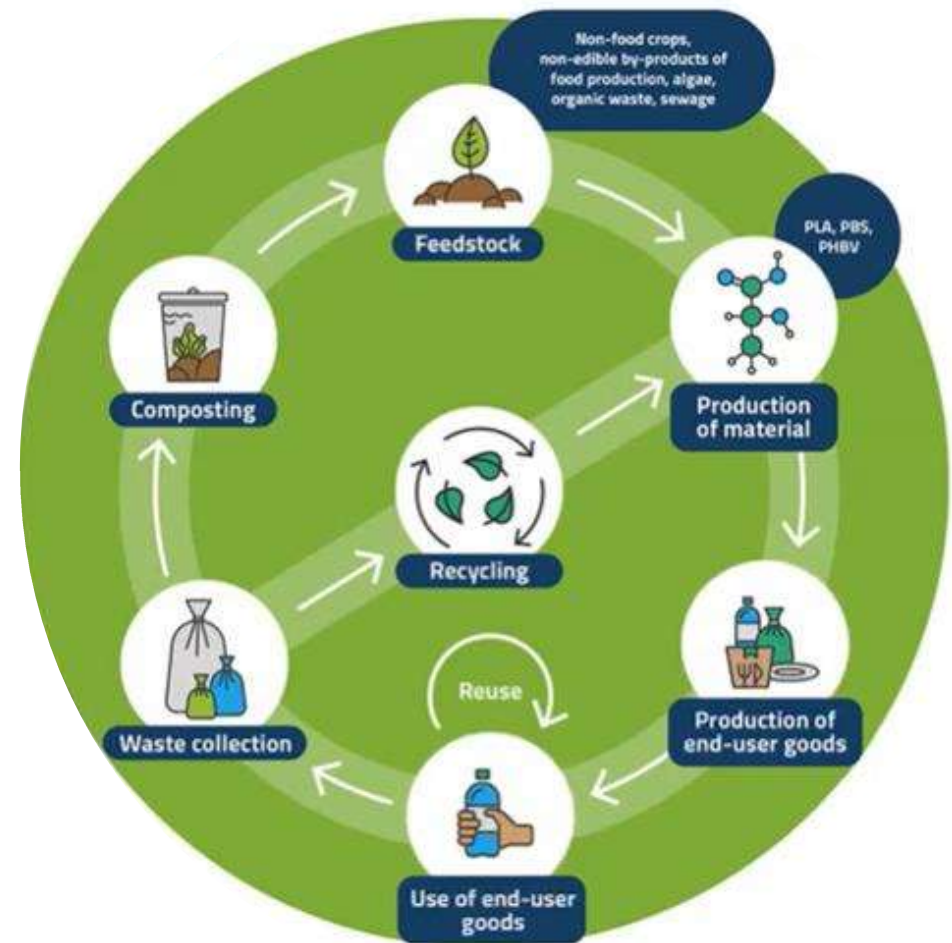 Non-food crops,
non-edible by-products of
food production, algae,
organic waste, sewage
Feedstock
PLA, PBS,
PHBV
Production
of material
Composting
Recycling
Reuse
Production of
end-user goods
Waste collection
Use of end-user
goods